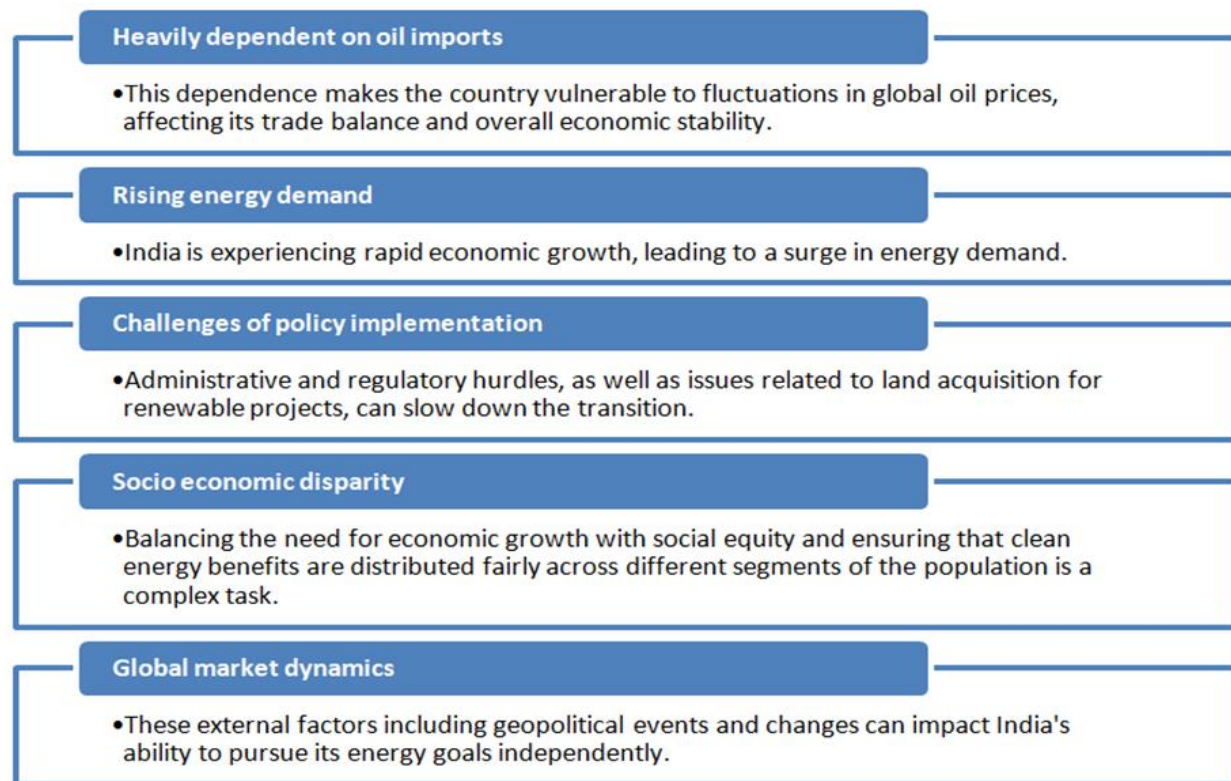 Heavily dependent on oil imports
•This dependence makes the country vulnerable to fluctuations in global oil prices,
affecting its trade balance and overall economic stability.
Rising energy demand
•India is experiencing rapid economic growth, leading to a surge in energy demand.
Challenges of policy implementation
•Administrative and regulatory hurdles, as well as issues related to land acquisition for
renewable projects, can slow down the transition.
Socio economic disparity
•Balancing the need for economic growth with social equity and ensuring that clean
energy benefits are distributed fairly across different segments of the population is a
complex task.
Global market dynamics
•These external factors including geopolitical events and changes can impact India's
ability to pursue its energy goals independently.